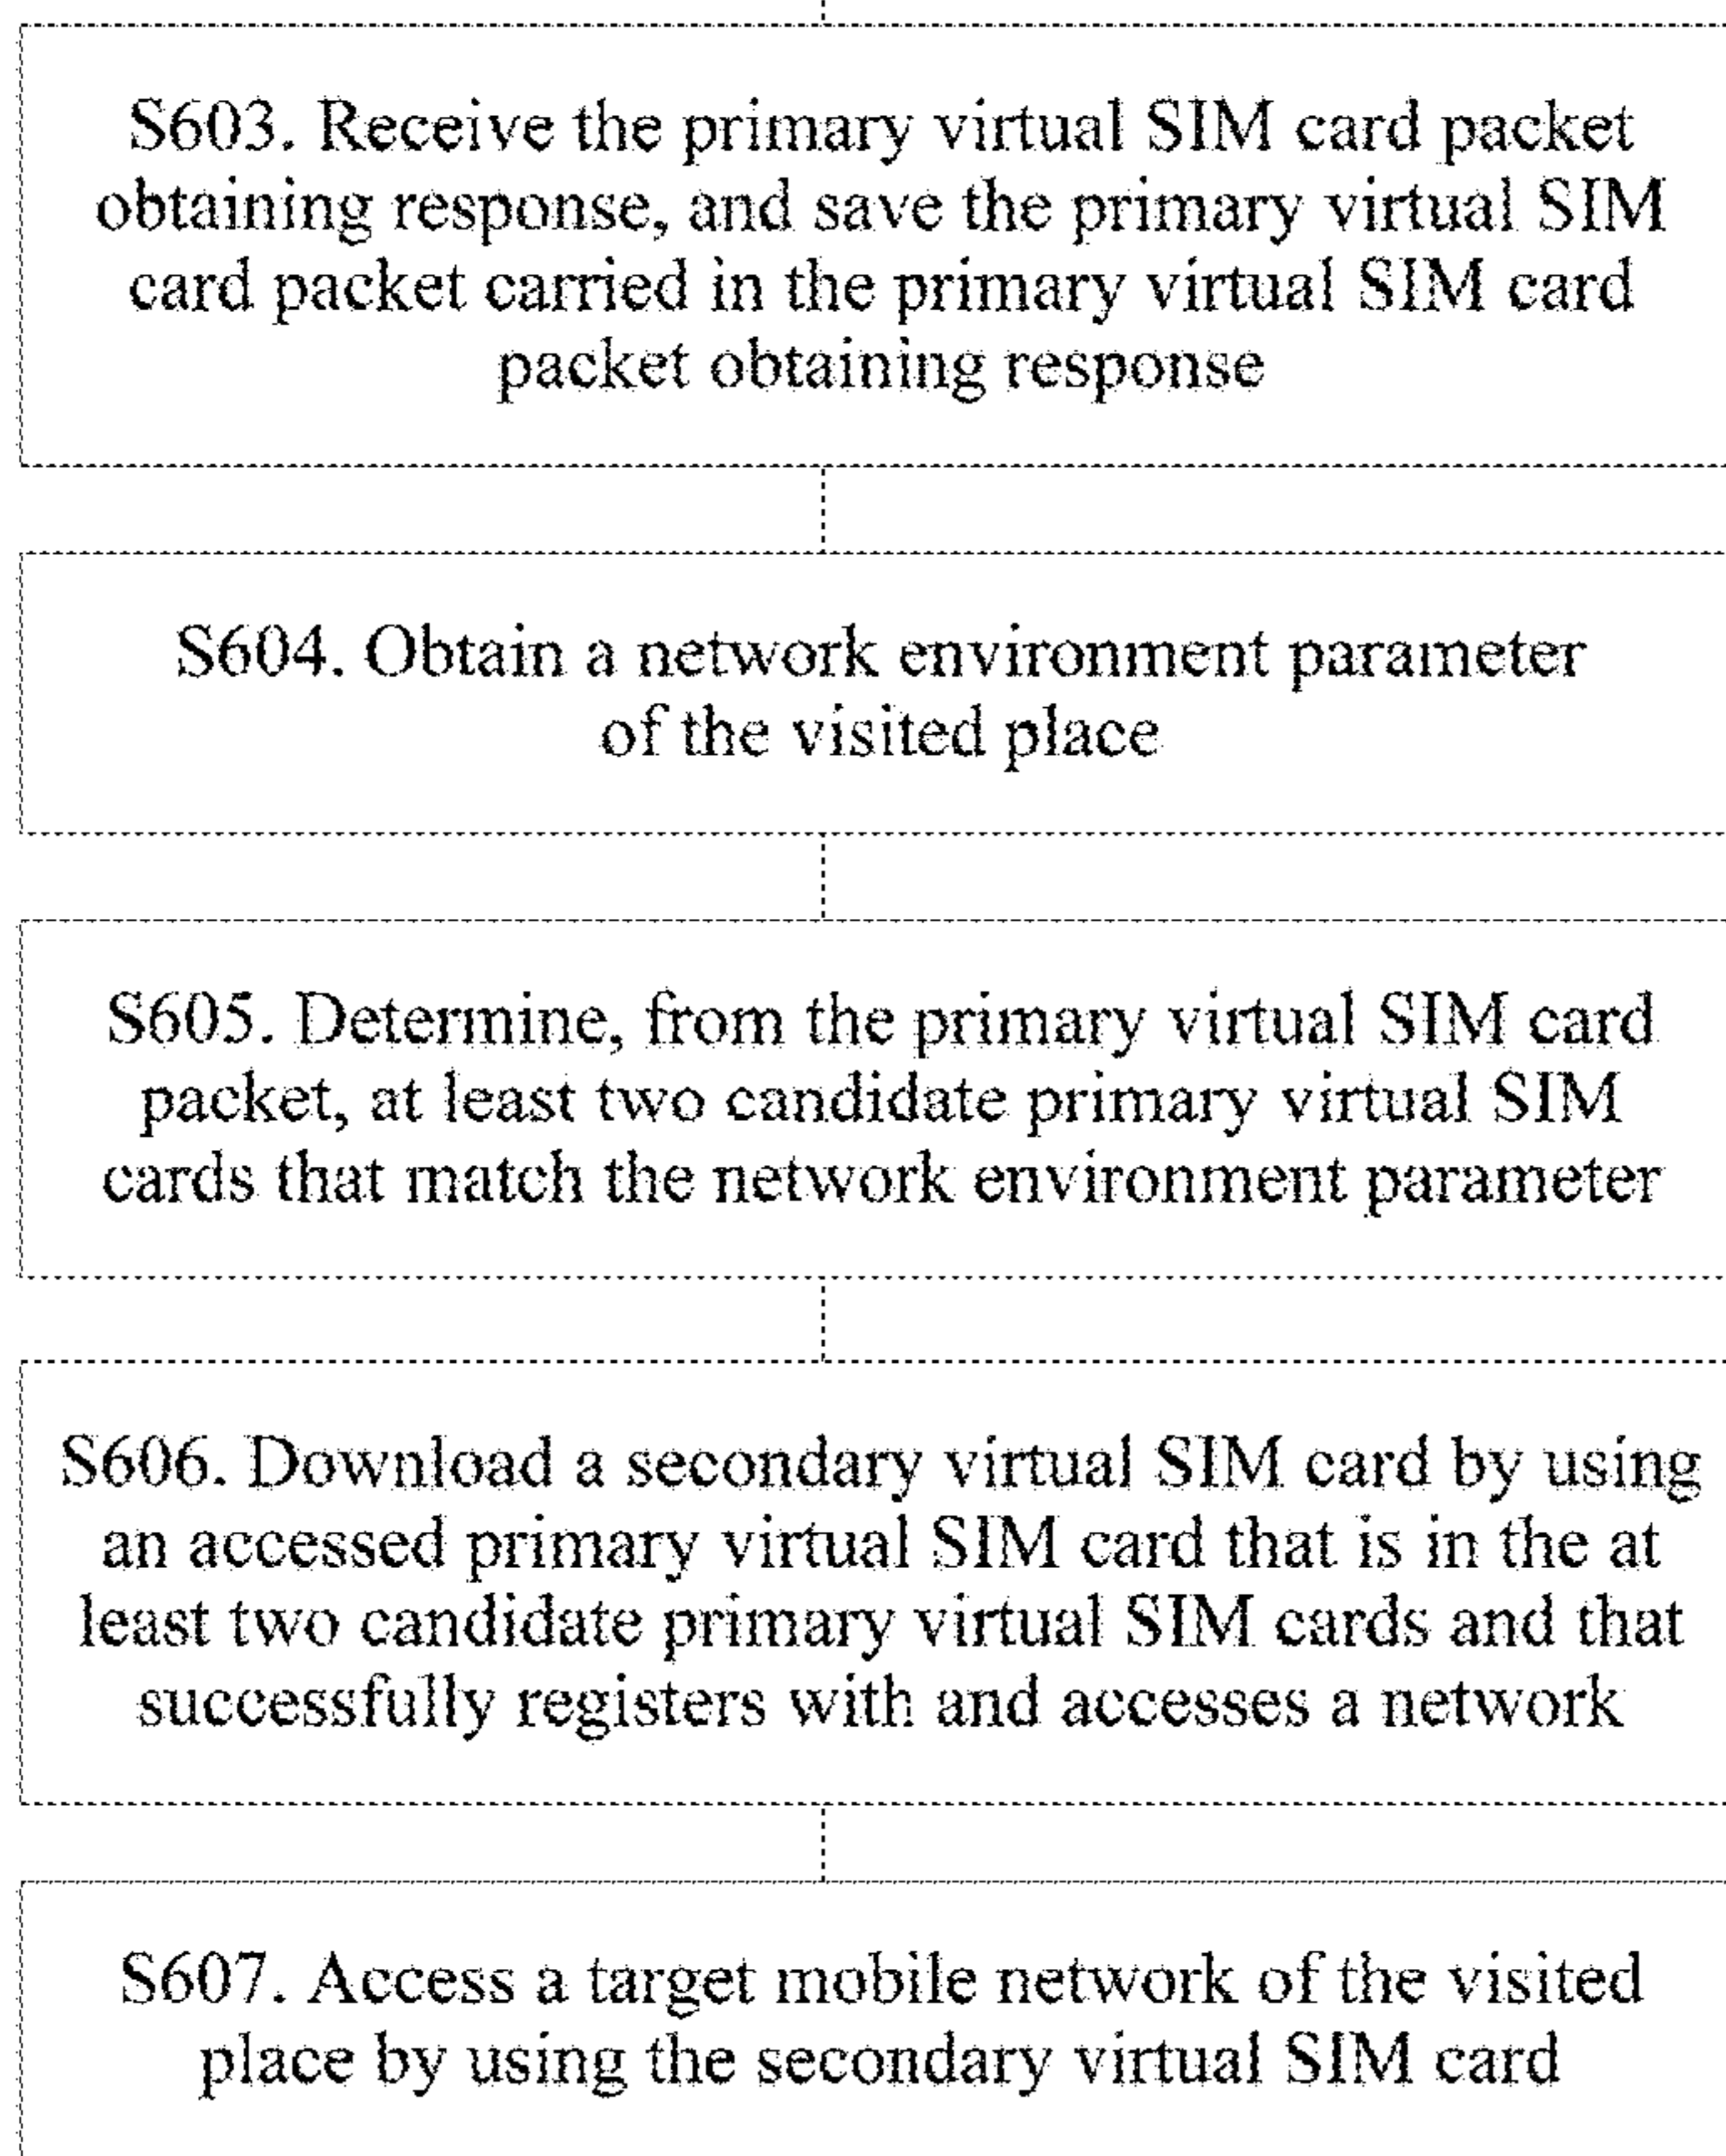 S603. Receive the primary virtual SIM card packet
obtaining response, and save the primary virtual SIM
card packet carried in the primary virtual SIM card
packet obtaining response
S604. Obtain a network environment parameter
of the visited place
S605. Determine, from the primary virtual SIM card
packet, at least two candidate primary virtual SIM
cards that match the network environment parameter
S606. Download a secondary virtual SIM card by using
an accessed primary virtual SIM card that is in the at
least two candidate primary virtual SIM cards and that
successfully registers with and accesses a network
S607. Access a target mobile network of the visited
place by using the secondary virtual SIM card